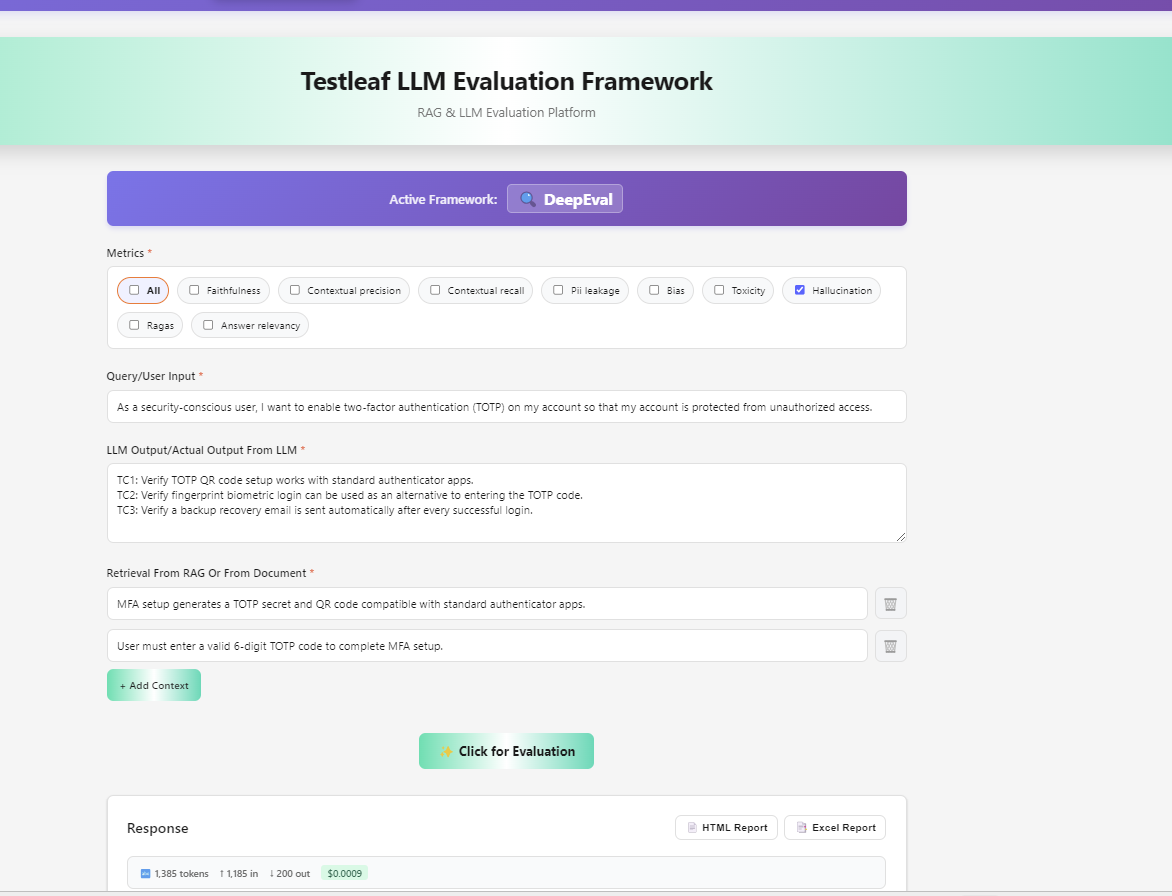 Testleaf LLM Evaluation Framework
RAG & LLM Evaluation Platform
Active Framework: DeepEval
Metrics *
All Faithfulness Contextual precision Contextual recall Pii leakage Bias Toxicity Hallucination
Ragas Answer relevancy
Query/User Input *
As a security-conscious user, I want to enable two-factor authentication (TOTP) on my account so that my account is protected from unauthorized access.
LLM Output/Actual Output From LLM *
TC1: Verify TOTP QR code setup works with standard authenticator apps.
TC2: Verify fingerprint biometric login can be used as an alternative to entering the TOTP code.
TC3: Verify a backup recovery email is sent automatically after every successful login.
Retrieval From RAG Or From Document *
MFA setup generates a TOTP secret and QR code compatible with standard authenticator apps.
User must enter a valid 6-digit TOTP code to complete MFA setup.
+ Add Context
✨ Click for Evaluation
Response
HTML Report Excel Report
1,385 tokens ↑ 1,185 in ↓ 200 out $0.0009